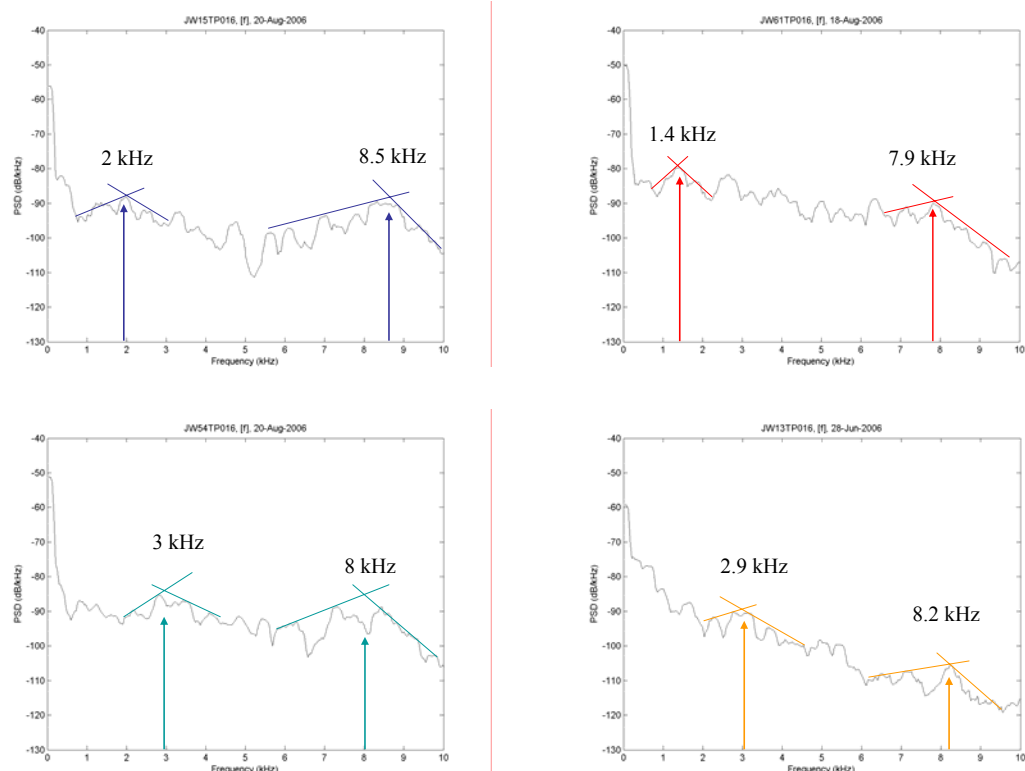 JW15TP016, [f], 20-Aug-2006
-40
-50
-60
-70
-80
-90
-100
-110
-120
-130
PSD (dB/kHz)
2 kHz
8.5 kHz
0 1 2 3 4 5 6 7 8 9 10
Frequency (kHz)
JW61TP016, [f], 18-Aug-2006
-40
-50
-60
-70
-80
-90
-100
-110
-120
-130
PSD (dB/kHz)
1.4 kHz
7.9 kHz
0 1 2 3 4 5 6 7 8 9 10
Frequency (kHz)
JW54TP016, [f], 20-Aug-2006
-40
-50
-60
-70
-80
-90
-100
-110
-120
-130
PSD (dB/kHz)
3 kHz
8 kHz
0 1 2 3 4 5 6 7 8 9 10
Frequency (kHz)
JW13TP016, [f], 28-Jun-2006
-40
-50
-60
-70
-80
-90
-100
-110
-120
-130
PSD (dB/kHz)
2.9 kHz
8.2 kHz
0 1 2 3 4 5 6 7 8 9 10
Frequency (kHz)